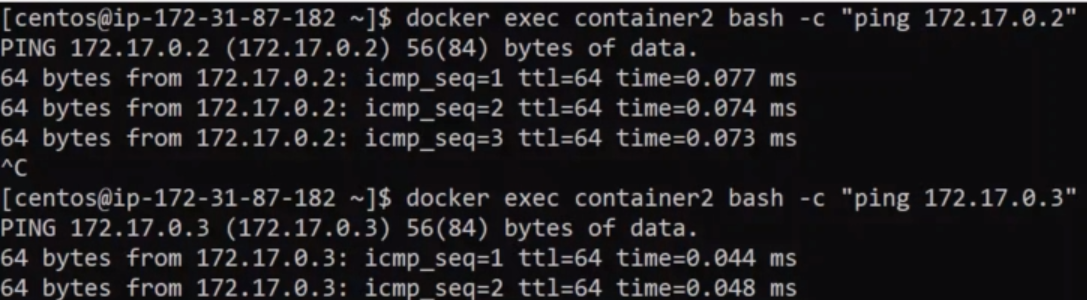 [centos@ip-172-31-87-182 ~]$ docker exec container2 bash -c "ping 172.17.0.2"
PING 172.17.0.2 (172.17.0.2) 56(84) bytes of data.
64 bytes from 172.17.0.2: icmp_seq=1 ttl=64 time=0.077 ms
64 bytes from 172.17.0.2: icmp_seq=2 ttl=64 time=0.074 ms
64 bytes from 172.17.0.2: icmp_seq=3 ttl=64 time=0.073 ms
^C
[centos@ip-172-31-87-182 ~]$ docker exec container2 bash -c "ping 172.17.0.3"
PING 172.17.0.3 (172.17.0.3) 56(84) bytes of data.
64 bytes from 172.17.0.3: icmp_seq=1 ttl=64 time=0.044 ms
64 bytes from 172.17.0.3: icmp_seq=2 ttl=64 time=0.048 ms